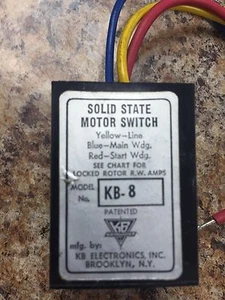 SOLID STATE
MOTOR SWITCH
Yellow—Line
Blue—Main Wdg.
Red—Start Wdg.
SEE CHART FOR
LOCKED ROTOR R.W. AMPS
MODEL No. KB-8
PATENTED
KB
mfg. by:
KB ELECTRONICS, INC.
BROOKLYN, N.Y.